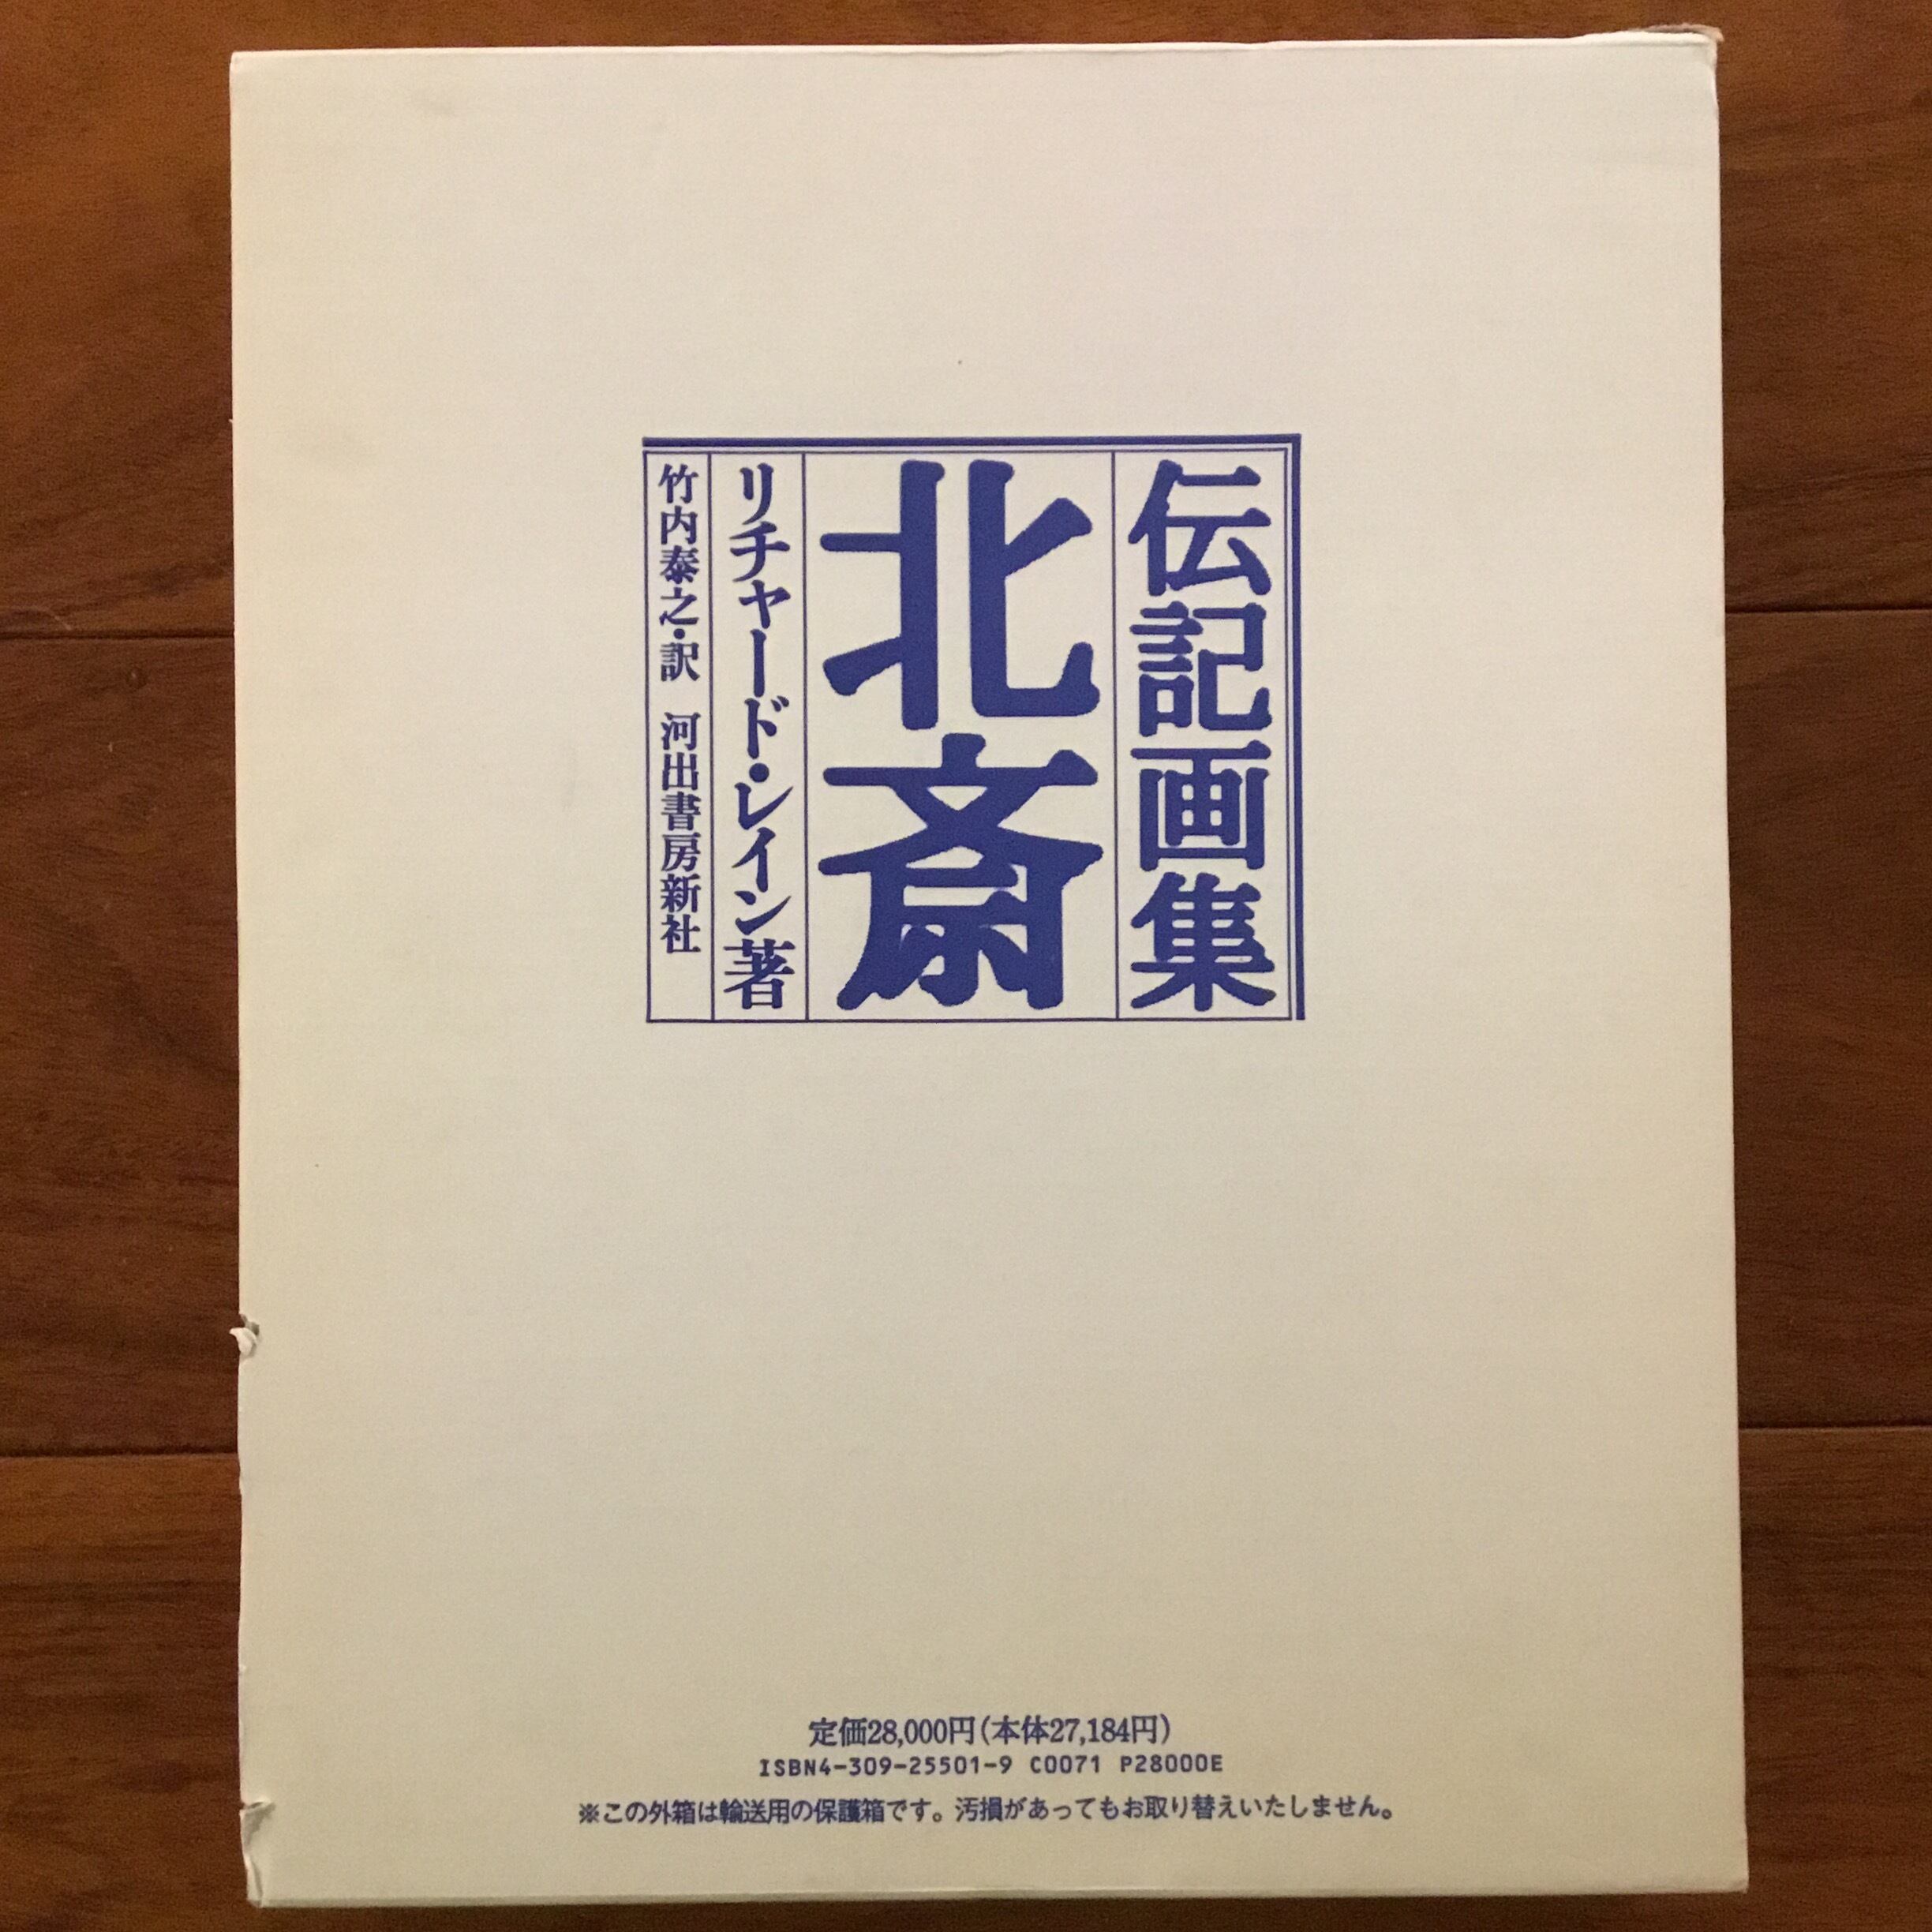 伝記画集
北斎
リチャード・レイン著
竹内泰之・訳 河出書房新社
定価28,000円(本体27,184円)
ISBN4-309-25501-9 C0071 P28000E
※この外箱は輸送用の保護箱です。汚損があってもお取り替えいたしません。